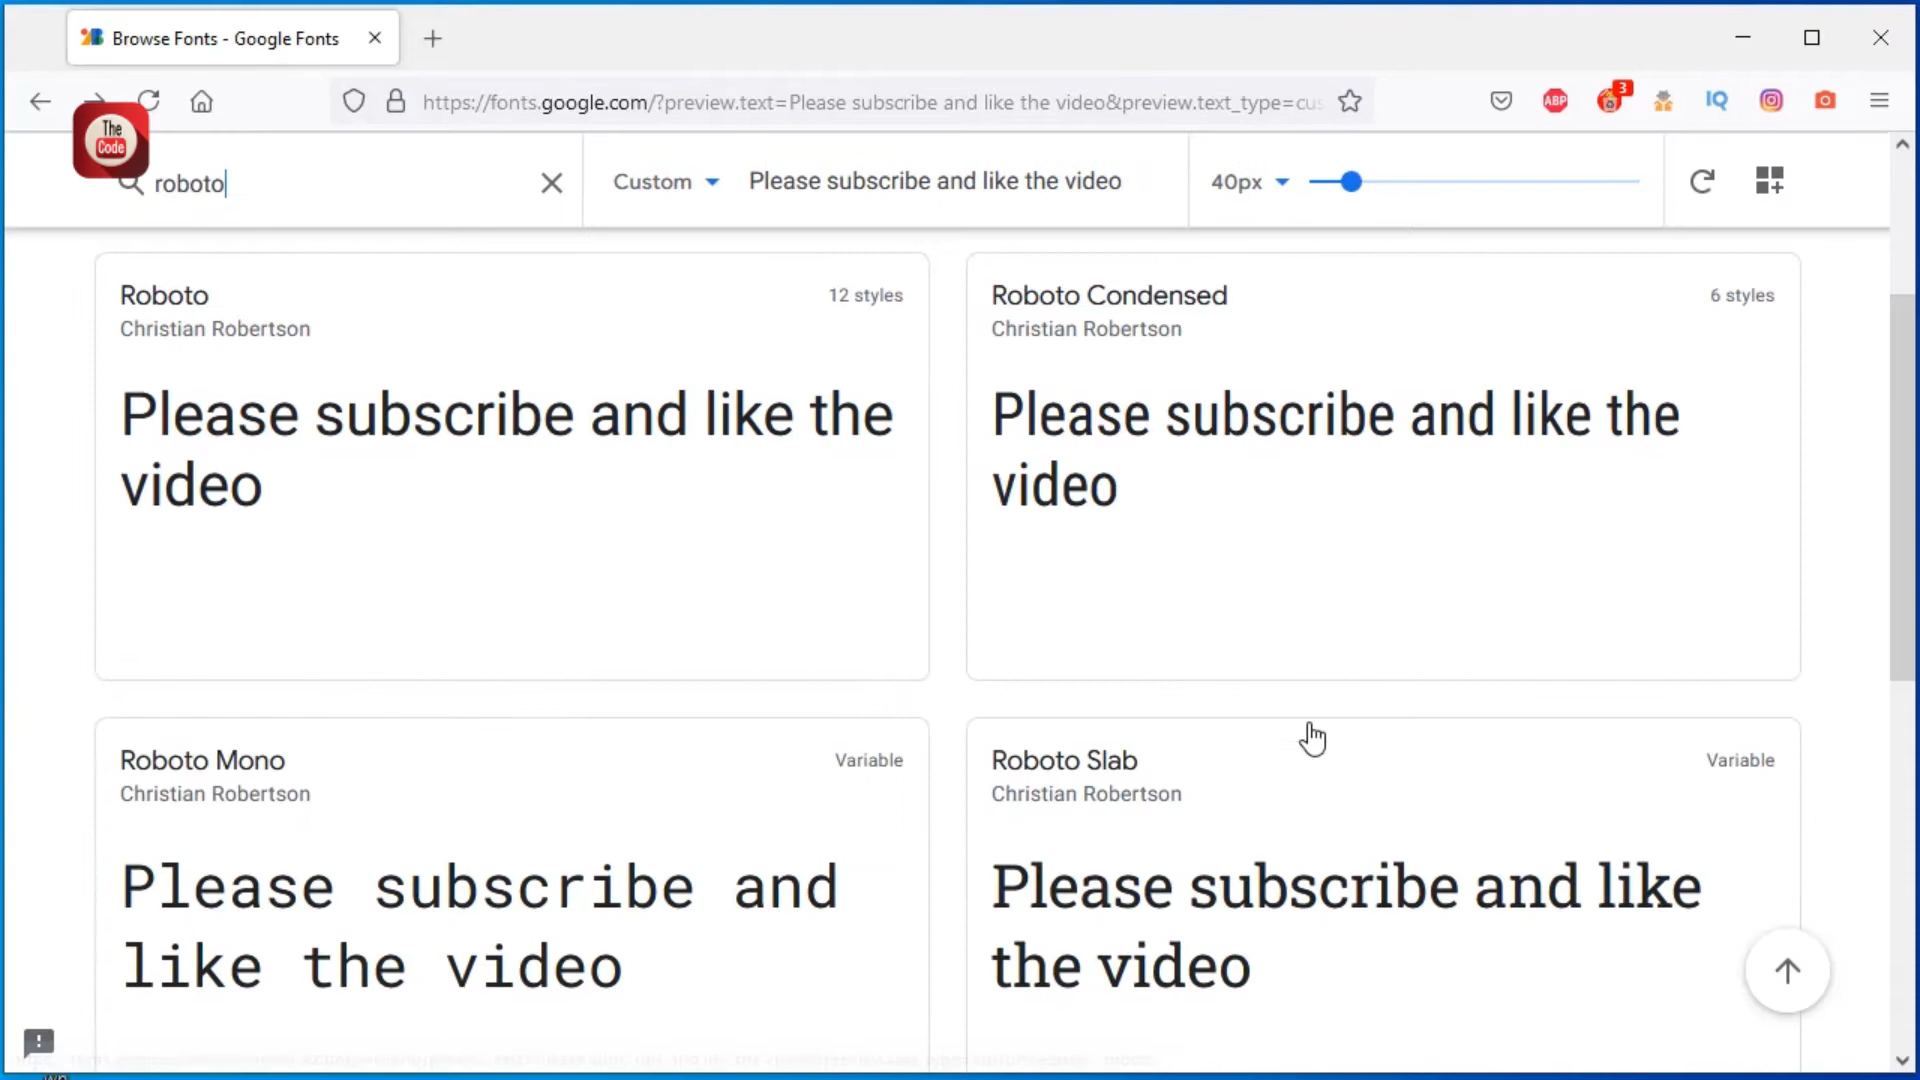 Browse Fonts - Google Fonts
https://fonts.google.com/?preview.text=Please subscribe and like the video&preview.text_type=cus
ABP
3
IQ
The
Code
roboto
Custom
Please subscribe and like the video
40px
Roboto
12 styles
Christian Robertson
Please subscribe and like the
video
Roboto Condensed
6 styles
Christian Robertson
Please subscribe and like the
video
Roboto Mono
Variable
Christian Robertson
Please subscribe and
like the video
Roboto Slab
Variable
Christian Robertson
Please subscribe and like
the video